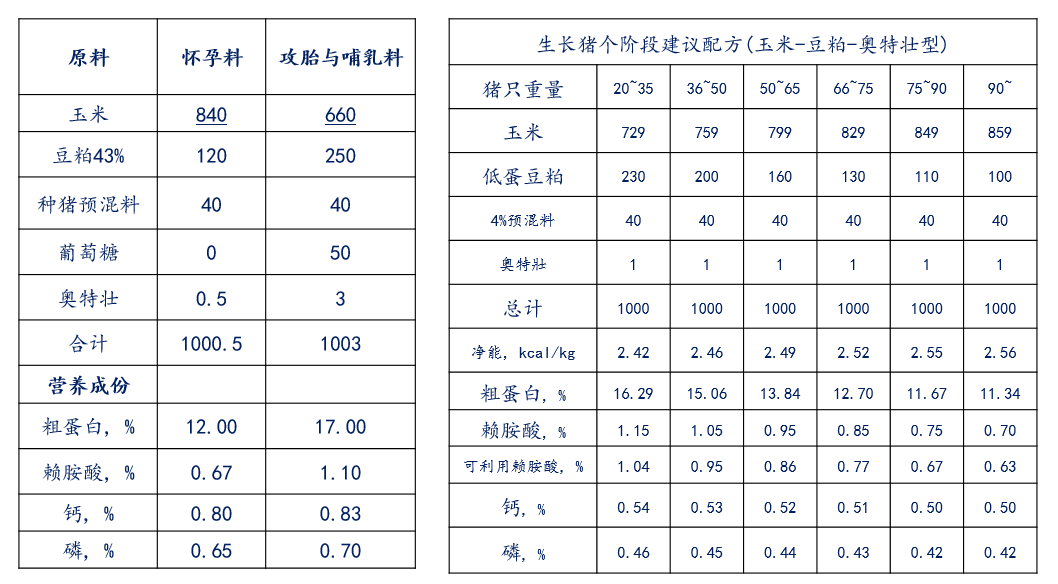 原料 怀孕料 攻胎与哺乳料
玉米 840 660
豆粕43% 120 250
种猪预混料 40 40
葡萄糖 0 50
奥特壮 0.5 3
合计 1000.5 1003
营养成份
粗蛋白, % 12.00 17.00
赖胺酸, % 0.67 1.10
钙, % 0.80 0.83
磷, % 0.65 0.70
生长猪个阶段建议配方(玉米-豆粕-奥特壮型)
猪只重量 20~35 36~50 50~65 66~75 75~90 90~
玉米 729 759 799 829 849 859
低蛋豆粕 230 200 160 130 110 100
4%预混料 40 40 40 40 40 40
奥特壯 1 1 1 1 1 1
总计 1000 1000 1000 1000 1000 1000
净能, kcal/kg 2.42 2.46 2.49 2.52 2.55 2.56
粗蛋白, % 16.29 15.06 13.84 12.70 11.67 11.34
赖胺酸, % 1.15 1.05 0.95 0.85 0.75 0.70
可利用赖胺酸, % 1.04 0.95 0.86 0.77 0.67 0.63
钙, % 0.54 0.53 0.52 0.51 0.50 0.50
磷, % 0.46 0.45 0.44 0.43 0.42 0.42